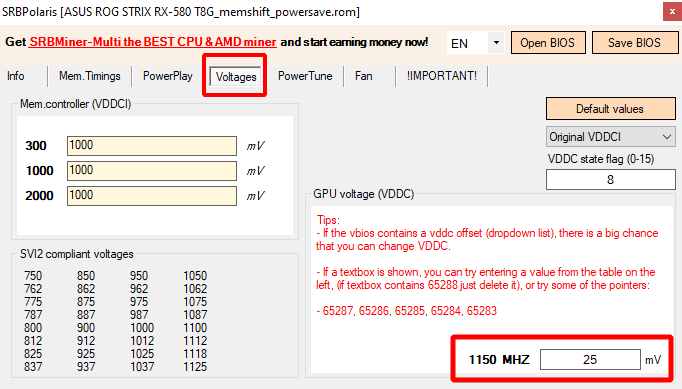 SRBPolaris [ASUS ROG STRIX RX-580 T8G_memshift_powersave.rom]
Get SRBMiner-Multi the BEST CPU & AMD miner and start earning money now!
EN
Open BIOS
Save BIOS
Info
Mem.Timings
PowerPlay
Voltages
PowerTune
Fan
!IMPORTANT!
Mem.controller (VDDCI)
300 1000 mV
1000 1000 mV
2000 1000 mV
Default values
Original VDDCI
VDDC state flag (0-15)
8
SVI2 compliant voltages
750 850 950 1050
762 862 962 1062
775 875 975 1075
787 887 987 1087
800 900 1000 1100
812 912 1012 1112
825 925 1025 1118
837 937 1037 1125
GPU voltage (VDDC)
Tips:
- If the vbios contains a vddc offset (dropdown list), there is a big chance
that you can change VDDC.
- If a textbox is shown, you can try entering a value from the table on the
left, (if textbox contains 65288 just delete it), or try some of the pointers:
- 65287, 65286, 65285, 65284, 65283
1150 MHZ 25 mV